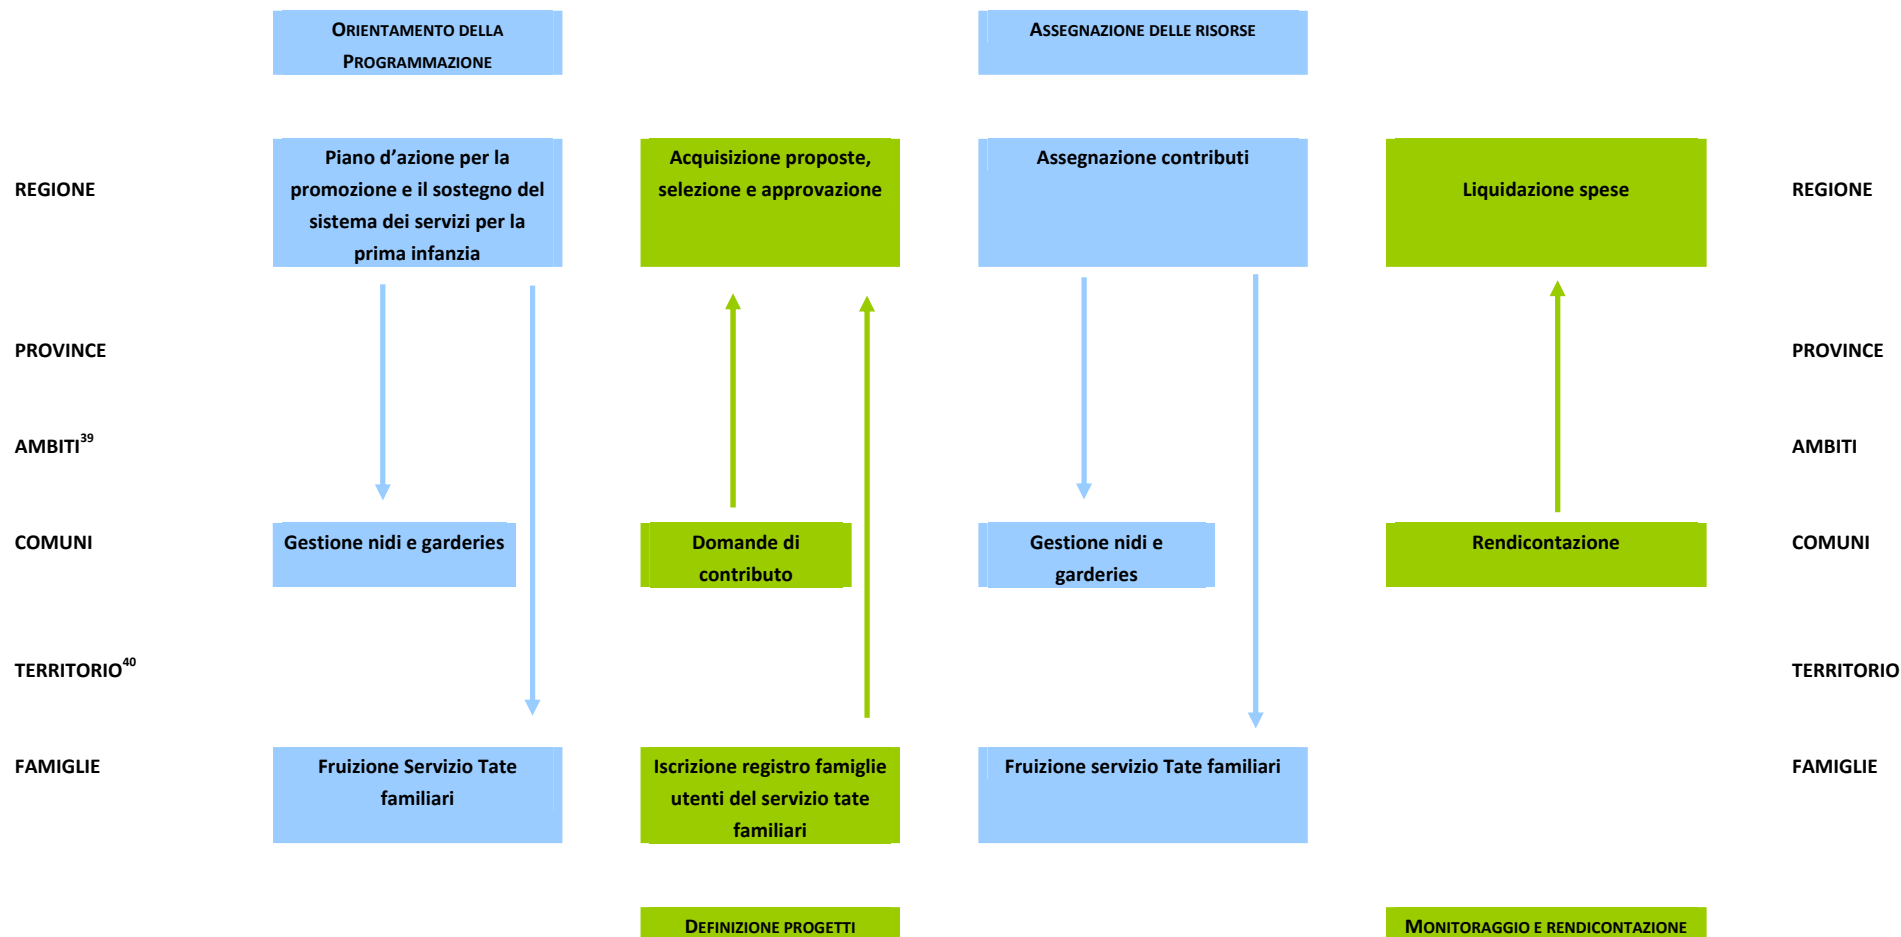 ORIENTAMENTO DELLA
PROGRAMMAZIONE
ASSEGNAZIONE DELLE RISORSE
REGIONE
Piano d’azione per la
promozione e il sostegno del
sistema dei servizi per la
prima infanzia
Acquisizione proposte,
selezione e approvazione
Assegnazione contributi
Liquidazione spese
REGIONE
PROVINCE
PROVINCE
AMBITI39
AMBITI
COMUNI
Gestione nidi e garderies
Domande di
contributo
Gestione nidi e
garderies
Rendicontazione
COMUNI
TERRITORIO40
TERRITORIO
FAMIGLIE
Fruizione Servizio Tate
familiari
Iscrizione registro famiglie
utenti del servizio tate
familiari
Fruizione servizio Tate familiari
FAMIGLIE
DEFINIZIONE PROGETTI
MONITORAGGIO E RENDICONTAZIONE